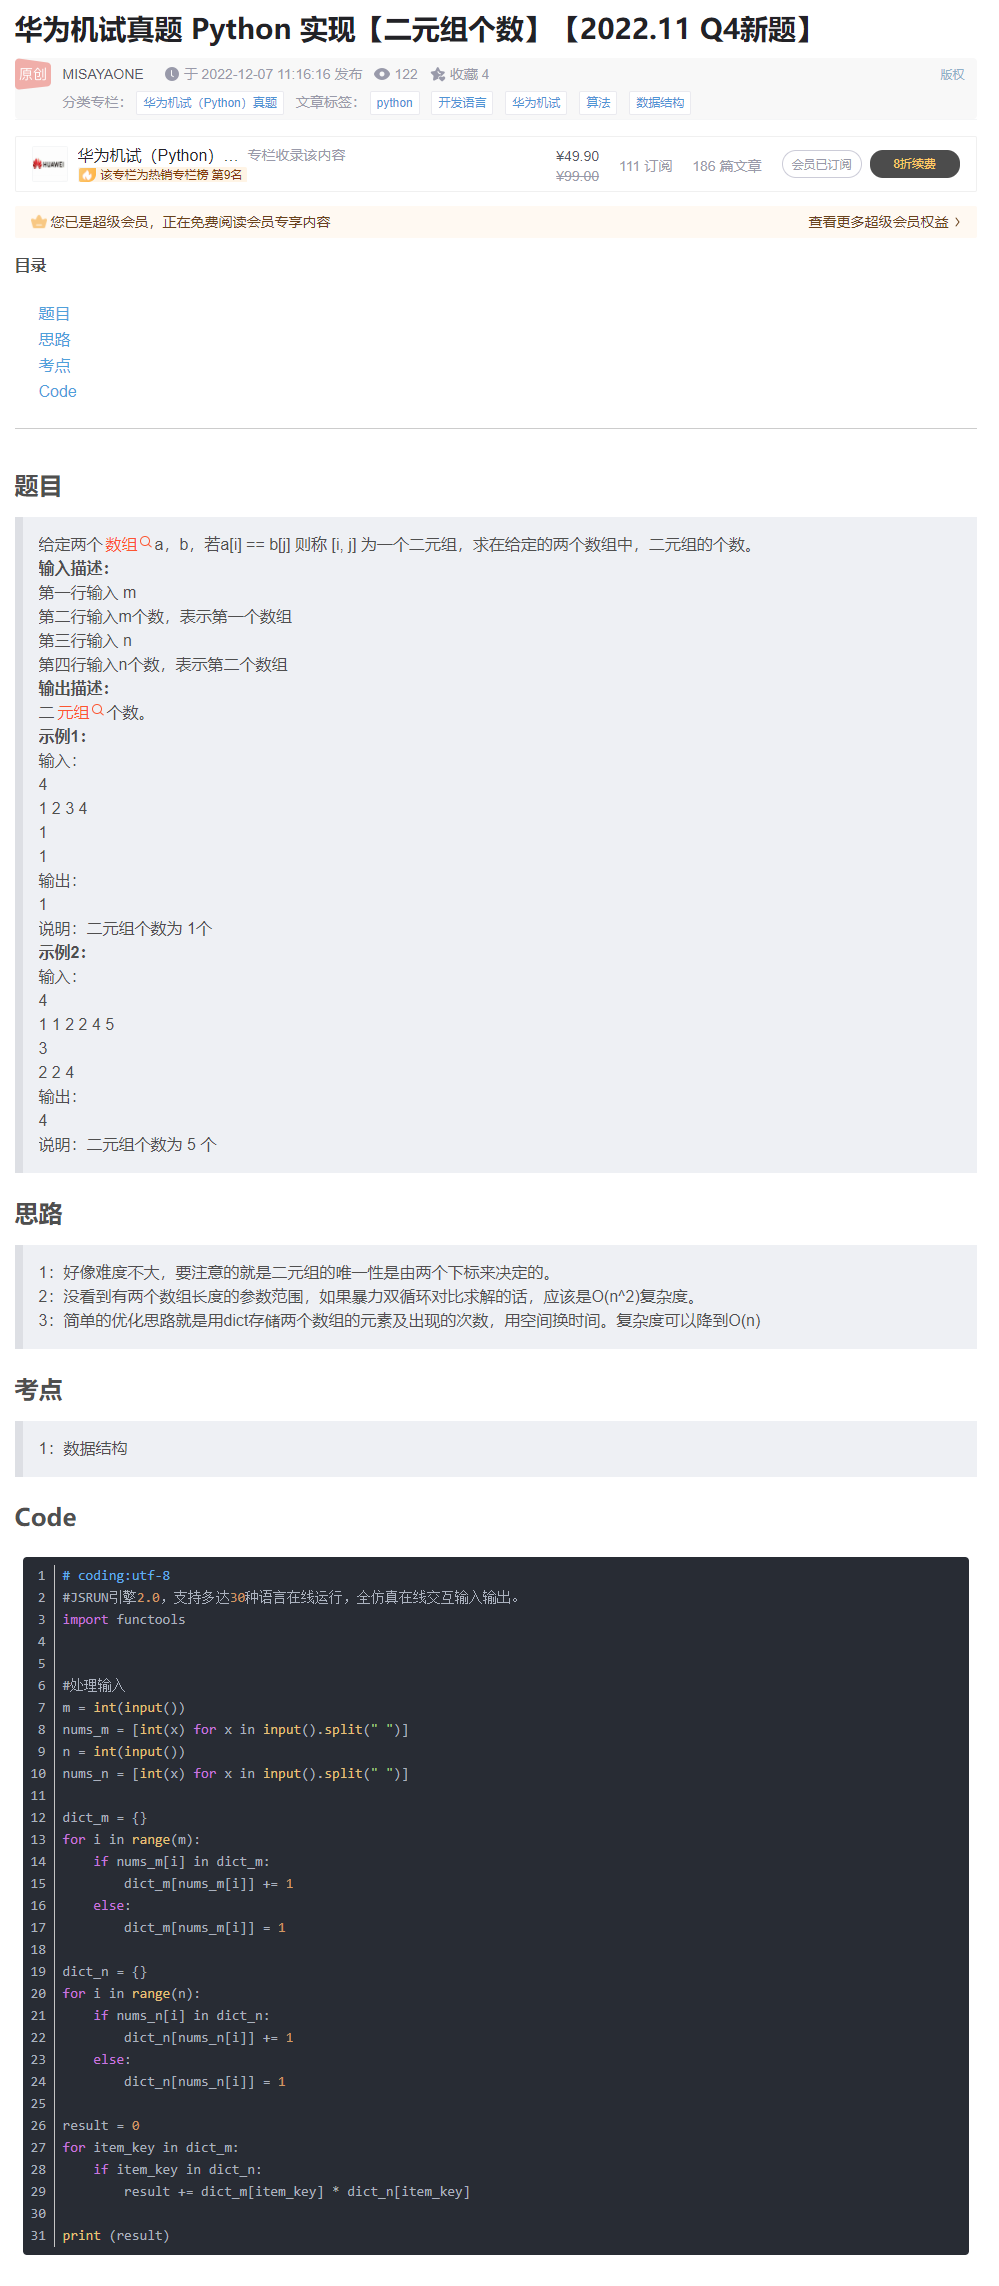 华为机试真题 Python 实现【二元组个数】【2022.11 Q4新题】
原创 MISAYAONE 于 2022-12-07 11:16:16 发布 122 收藏 4 版权
分类专栏： 华为机试（Python）真题 文章标签： python 开发语言 华为机试 算法 数据结构
HUAWEI 华为机试（Python）... 专栏收录该内容 ¥49.90 111 订阅 186 篇文章 会员已订阅 8折续费
该专栏为热销专栏榜 第9名 ¥99.00
您已是超级会员，正在免费阅读会员专享内容 查看更多超级会员权益
目录
题目
思路
考点
Code
题目
给定两个数组a，b，若a[i] == b[j] 则称 [i, j] 为一个二元组，求在给定的两个数组中，二元组的个数。
输入描述：
第一行输入 m
第二行输入m个数，表示第一个数组
第三行输入 n
第四行输入n个数，表示第二个数组
输出描述：
二元组个数。
示例1：
输入：
4
1 2 3 4
1
1
输出：
1
说明：二元组个数为 1个
示例2：
输入：
4
1 1 2 2 4 5
3
2 2 4
输出：
4
说明：二元组个数为 5 个
思路
1：好像难度不大，要注意的就是二元组的唯一性是由两个下标来决定的。
2：没看到有两个数组长度的参数范围，如果暴力双循环对比求解的话，应该是O(n^2)复杂度。
3：简单的优化思路就是用dict存储两个数组的元素及出现的次数，用空间换时间。复杂度可以降到O(n)
考点
1：数据结构
Code
1 # coding:utf-8
2 #JSRUN引擎2.0，支持多达30种语言在线运行，全仿真在线交互输入输出。
3 import functools
4
5
6 #处理输入
7 m = int(input())
8 nums_m = [int(x) for x in input().split(" ")]
9 n = int(input())
10 nums_n = [int(x) for x in input().split(" ")]
11
12 dict_m = {}
13 for i in range(m):
14     if nums_m[i] in dict_m:
15         dict_m[nums_m[i]] += 1
16     else:
17         dict_m[nums_m[i]] = 1
18
19 dict_n = {}
20 for i in range(n):
21     if nums_n[i] in dict_n:
22         dict_n[nums_n[i]] += 1
23     else:
24         dict_n[nums_n[i]] = 1
25
26 result = 0
27 for item_key in dict_m:
28     if item_key in dict_n:
29         result += dict_m[item_key] * dict_n[item_key]
30
31 print (result)